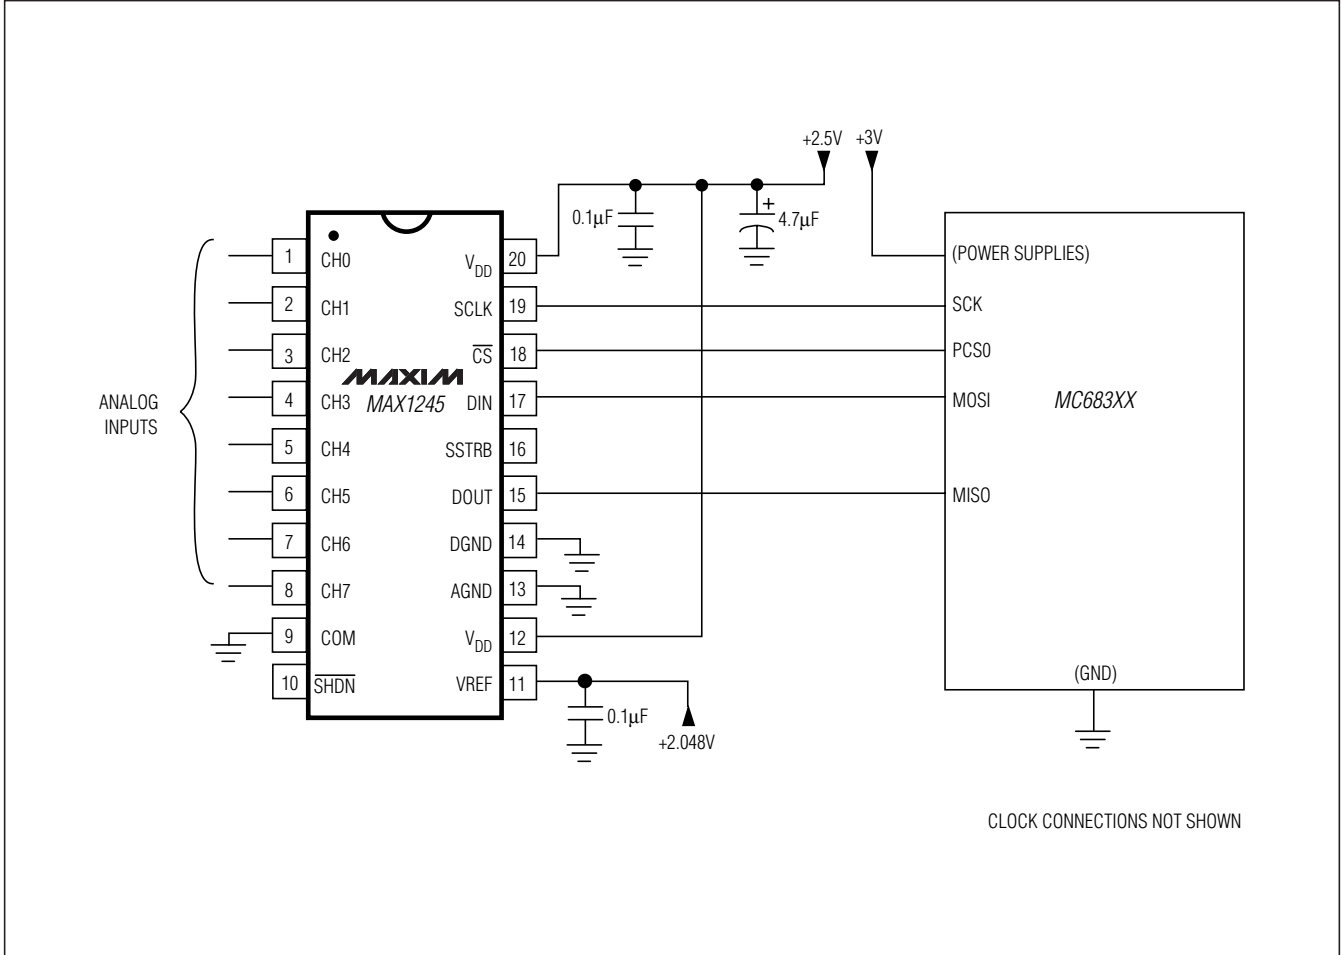 +2.5V +3V
0.1µF
+
4.7µF
ANALOG
INPUTS
1 CH0
2 CH1
3 CH2
4 CH3
5 CH4
6 CH5
7 CH6
8 CH7
9 COM
10 SHDN
MAXIM
MAX1245
VDD 20
SCLK 19
CS 18
DIN 17
SSTRB 16
DOUT 15
DGND 14
AGND 13
VDD 12
VREF 11
0.1µF
+2.048V
(POWER SUPPLIES)
SCK
PCS0
MOSI
MISO
MC683XX
(GND)
CLOCK CONNECTIONS NOT SHOWN